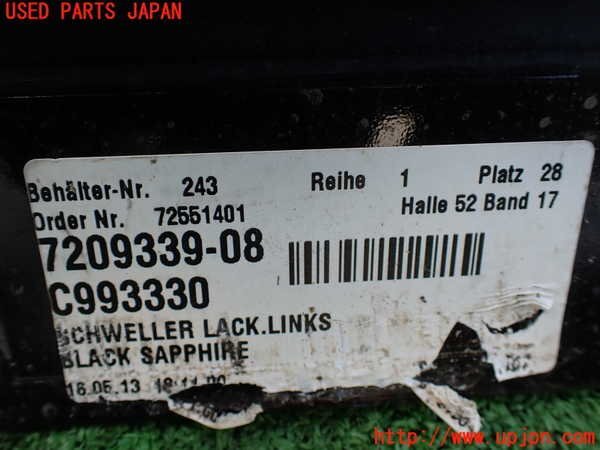 USED PARTS JAPAN
Behälter-Nr. 243 Reihe 1 Platz 28
Order Nr. 72551401 Halle 52 Band 17
7209339-08
C993330
SCHWELLER LACK.LINKS
BLACK SAPPHIRE
16.05.13
http://www.upjpn.com